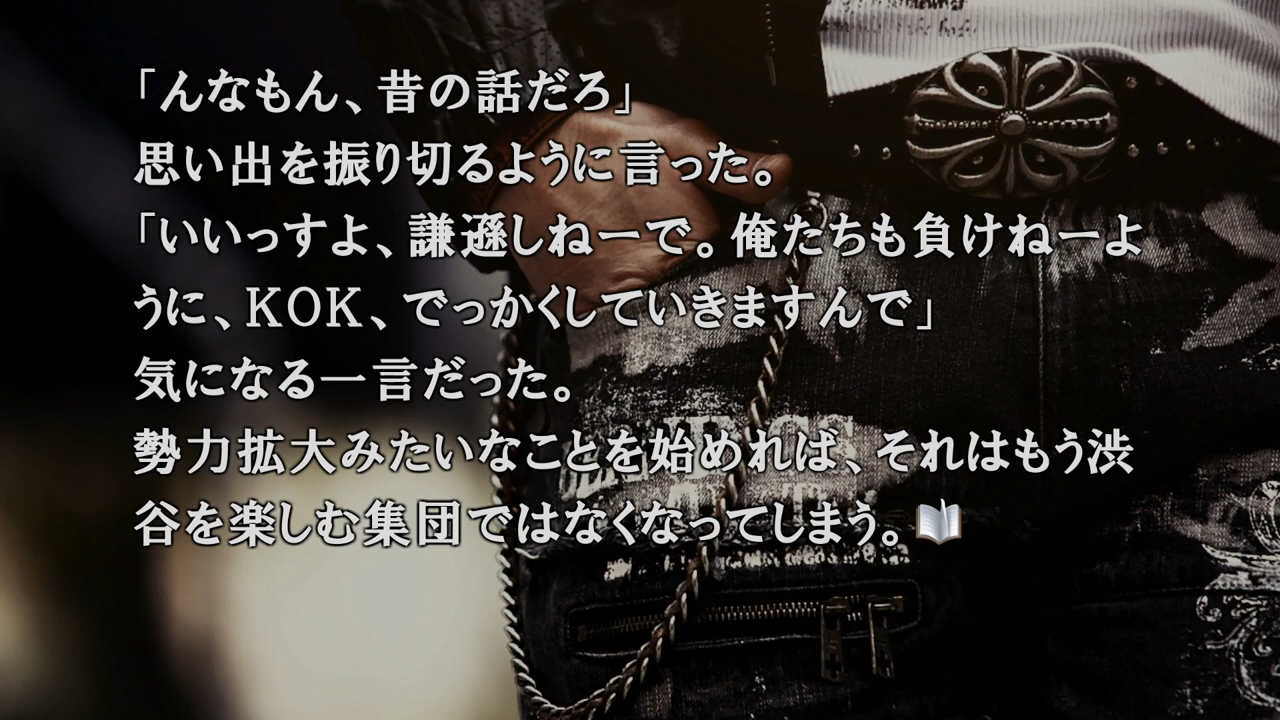 「んなもん、昔の話だろ」
思い出を振り切るように言った。
「いいっすよ、謙遜しねーで。俺たちも負けねーよ
うに、KOK、でっかくしていきますんで」
気になる一言だった。
勢力拡大みたいなことを始めれば、それはもう渋
谷を楽しむ集団ではなくなってしまう。